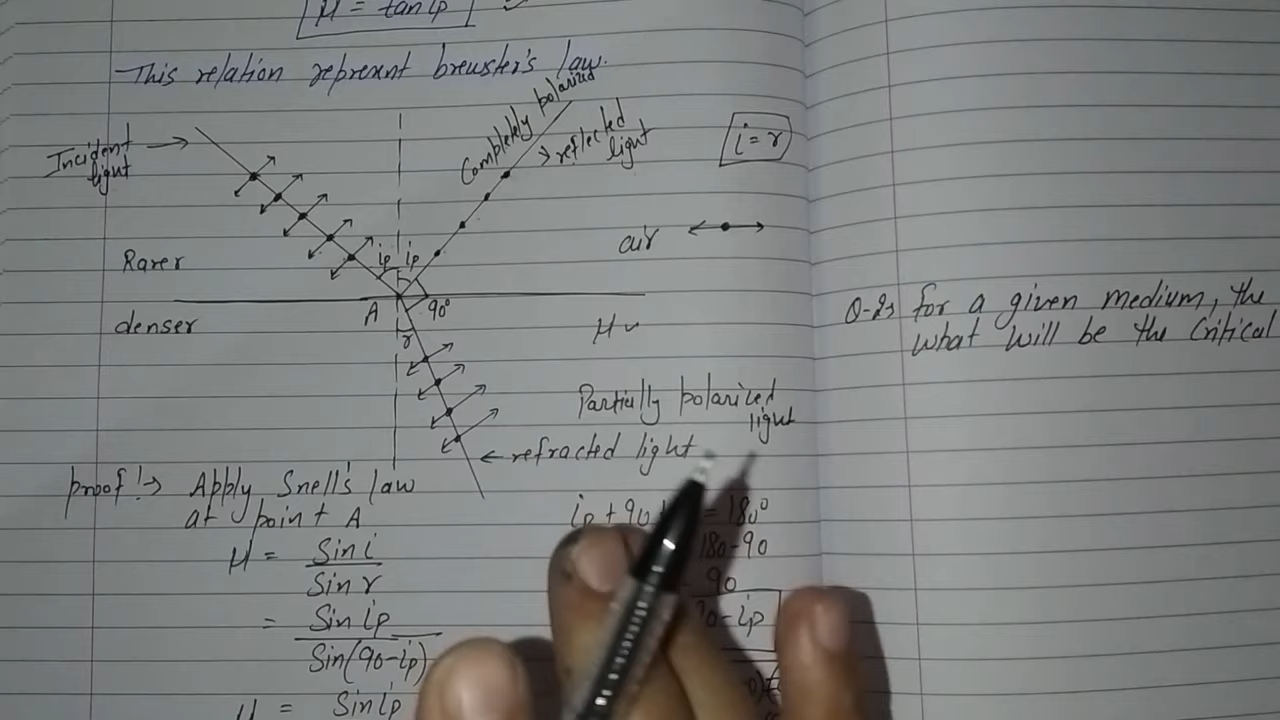 μ = tan ip
This relation reprexnt brewster's law.
Incident
light
Completely polarized
reflected
light
i = r
ip ip
air
Rarer
A
90°
denser
r
μ
Partially polarized
light
refracted light
proof:→ Apply Snell's law
at point A
ip + 90 = 180°
μ = Sin i / Sin r
180-90
90
= Sin ip / Sin(90-ip)
90-ip
μ = Sin ip
Q-2→ for a given medium, the
what will be the Critical